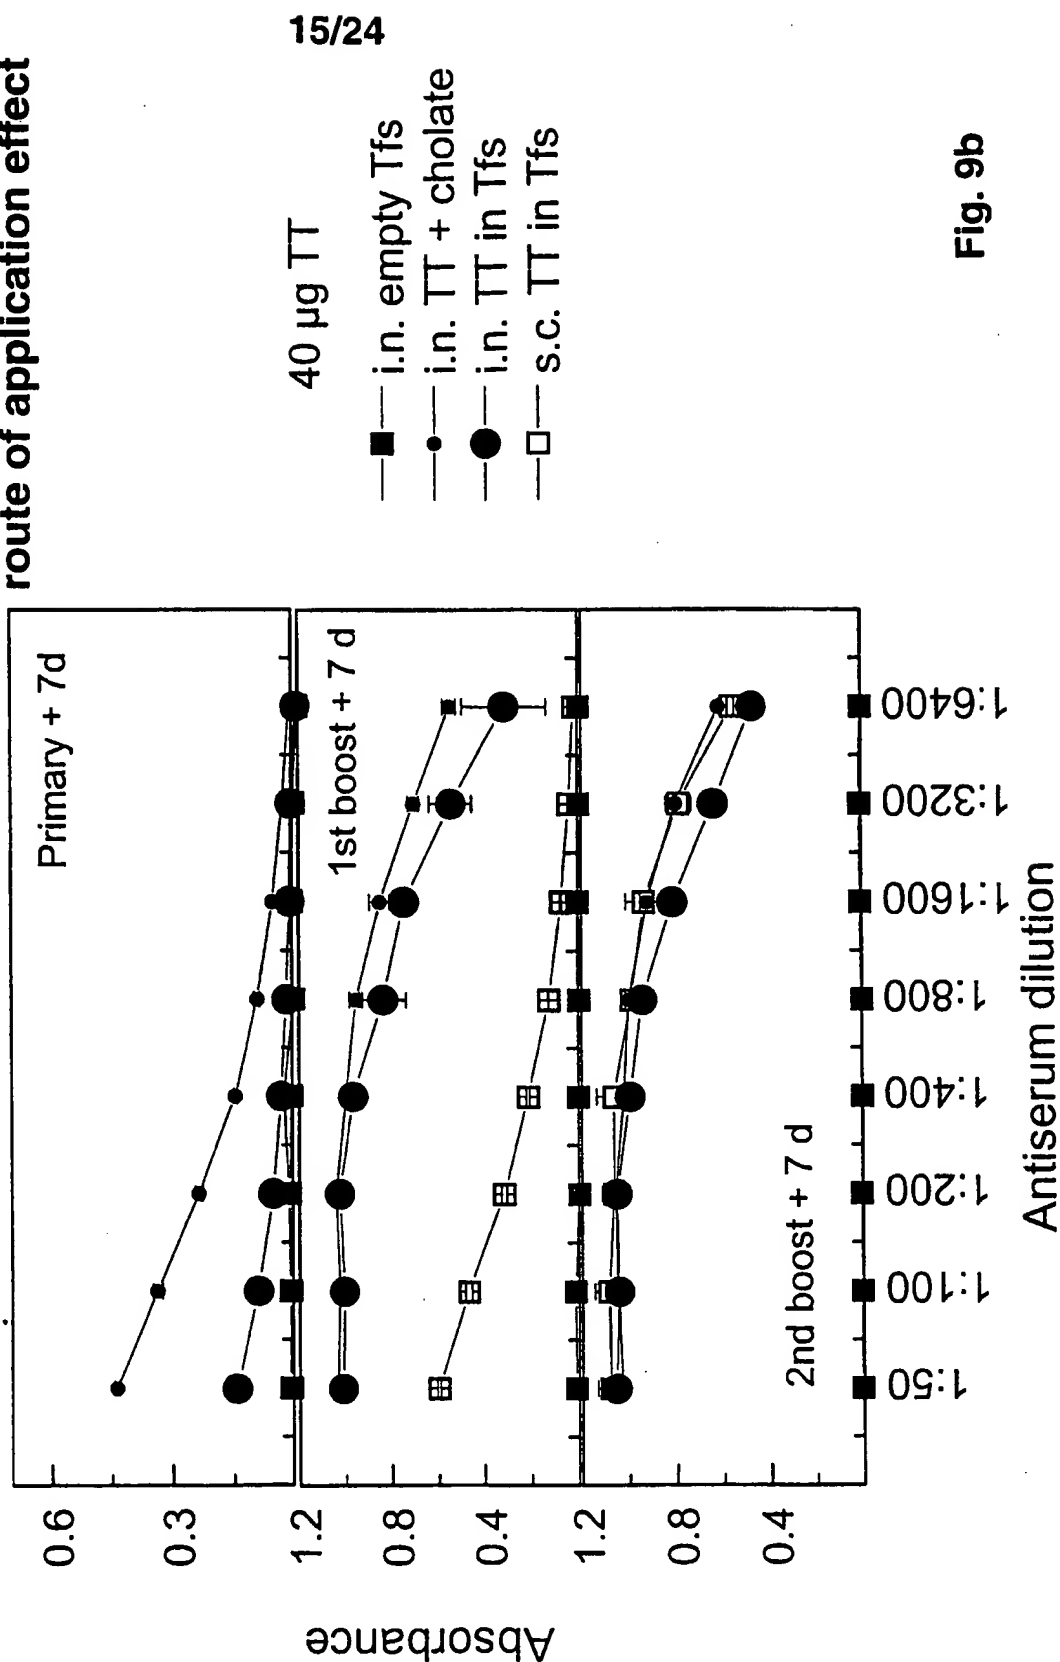 15/24
route of application effect
40 µg TT
i.n. empty Tfs
i.n. TT + cholate
i.n. TT in Tfs
s.c. TT in Tfs
Primary + 7d
1st boost + 7 d
2nd boost + 7 d
0.6
0.3
1.2
0.8
0.4
1.2
0.8
0.4
Absorbance
1:50
1:100
1:200
1:400
1:800
1:1600
1:3200
1:6400
Antiserum dilution
Fig. 9b